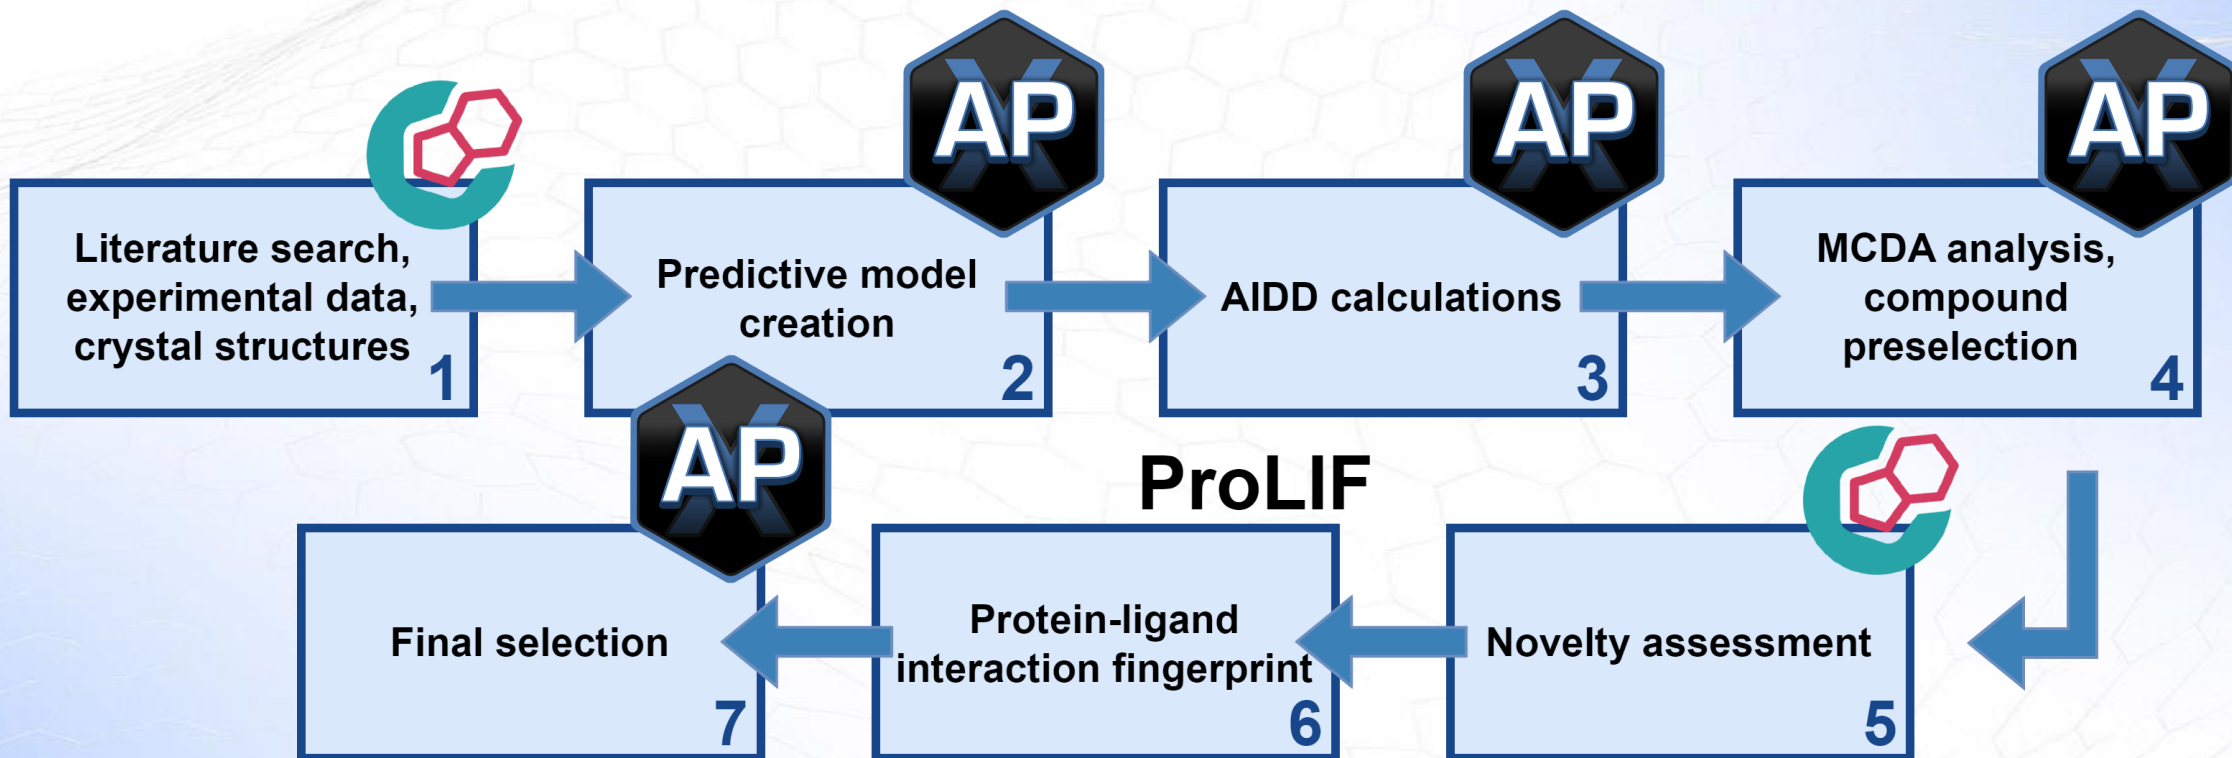 AP
AP
AP
Literature search,
experimental data,
crystal structures
1
Predictive model
creation
2
AIDD calculations
3
MCDA analysis,
compound
preselection
4
AP
ProLIF
Final selection
7
Protein-ligand
interaction fingerprint
6
Novelty assessment
5